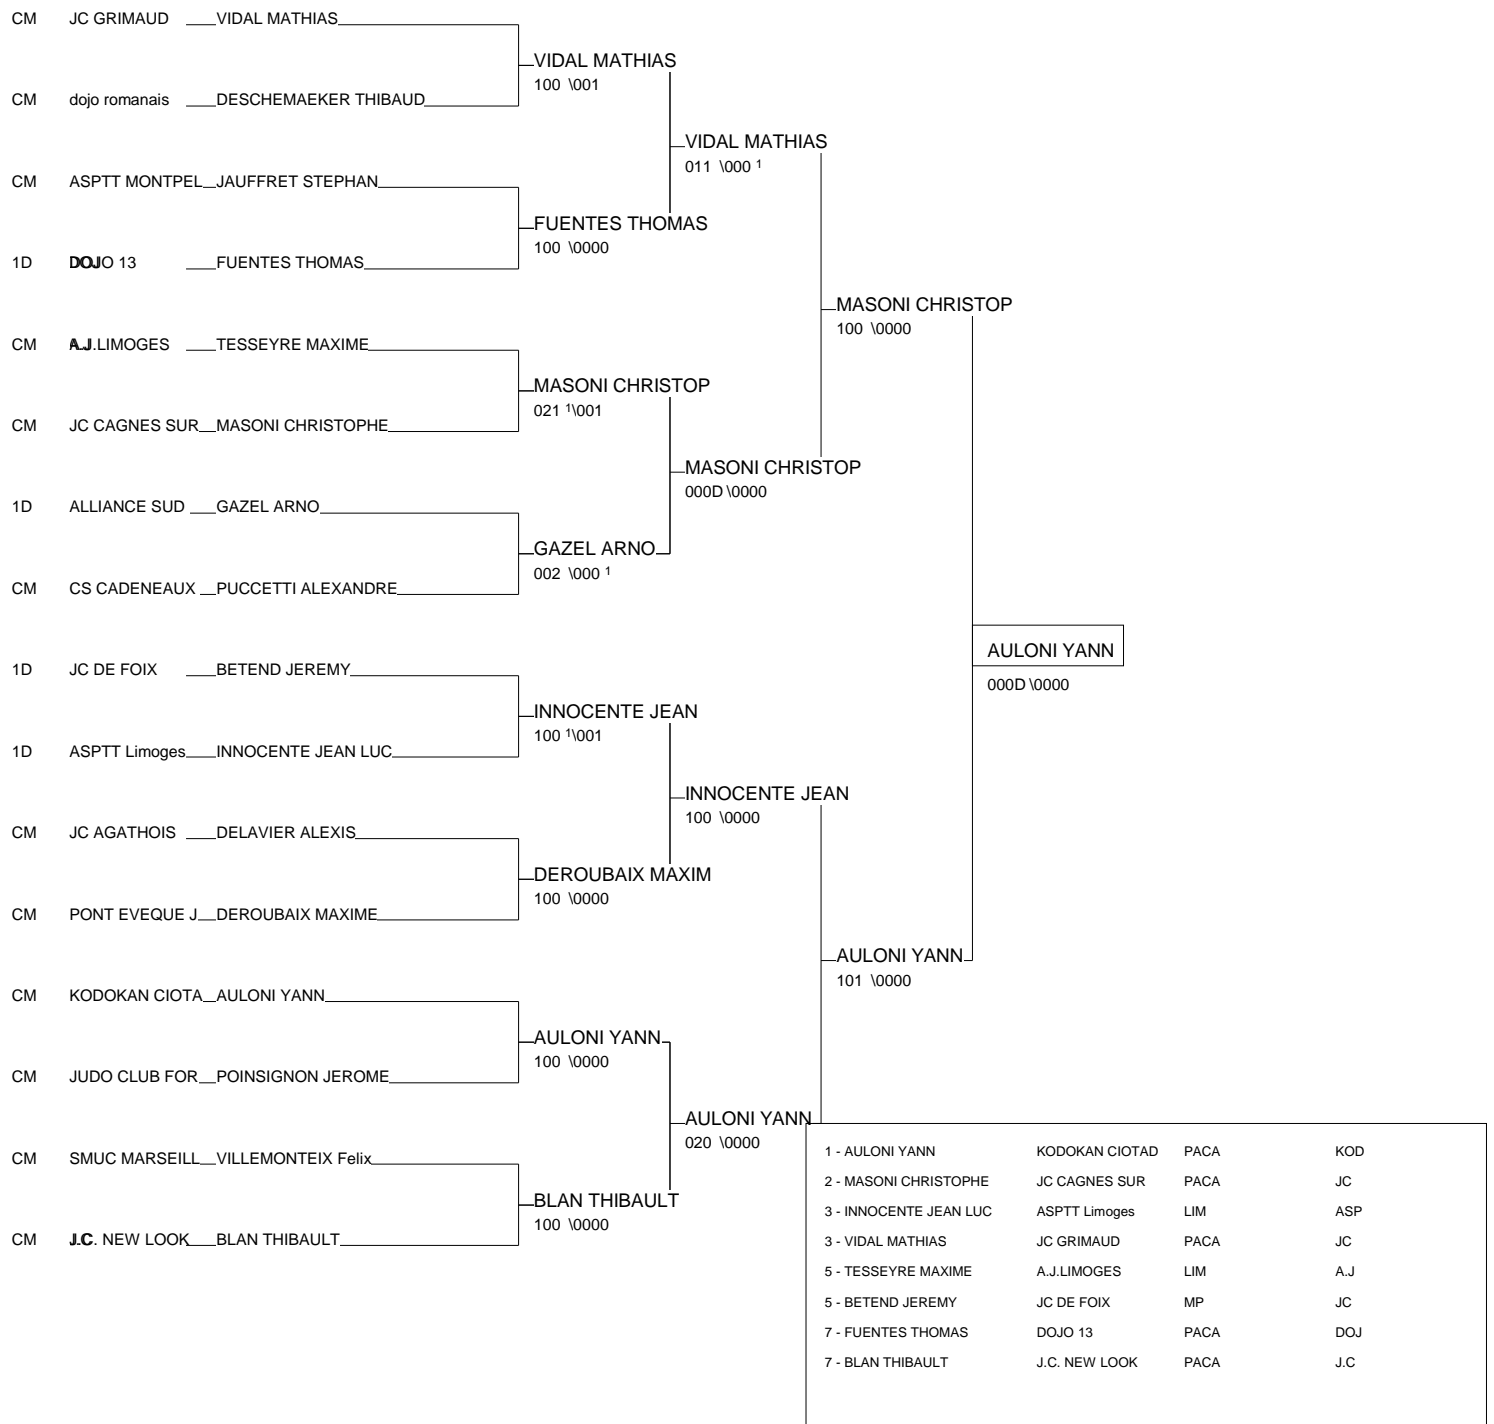 CM JC GRIMAUD VIDAL MATHIAS
VIDAL MATHIAS
100 \001
CM dojo romanais DESCHEMAEKER THIBAUD
VIDAL MATHIAS
011 \000 1
CM ASPTT MONTPEL JAUFFRET STEPHAN
FUENTES THOMAS
100 \0000
1D DOJO 13 FUENTES THOMAS
MASONI CHRISTOP
100 \0000
CM A.J.LIMOGES TESSEYRE MAXIME
MASONI CHRISTOP
021 1\001
CM JC CAGNES SUR MASONI CHRISTOPHE
MASONI CHRISTOP
000D \0000
1D ALLIANCE SUD GAZEL ARNO
GAZEL ARNO
002 \000 1
CM CS CADENEAUX PUCCETTI ALEXANDRE
AULONI YANN
000D \0000
1D JC DE FOIX BETEND JEREMY
INNOCENTE JEAN
100 1\001
1D ASPTT Limoges INNOCENTE JEAN LUC
INNOCENTE JEAN
100 \0000
CM JC AGATHOIS DELAVIER ALEXIS
DEROUBAIX MAXIM
100 \0000
CM PONT EVEQUE J DEROUBAIX MAXIME
AULONI YANN
101 \0000
CM KODOKAN CIOTA AULONI YANN
AULONI YANN
100 \0000
CM JUDO CLUB FOR POINSIGNON JEROME
AULONI YANN
020 \0000
CM SMUC MARSEILL VILLEMONTEIX Felix
BLAN THIBAULT
100 \0000
CM J.C. NEW LOOK BLAN THIBAULT
1 - AULONI YANN KODOKAN CIOTAD PACA KOD
2 - MASONI CHRISTOPHE JC CAGNES SUR PACA JC
3 - INNOCENTE JEAN LUC ASPTT Limoges LIM ASP
3 - VIDAL MATHIAS JC GRIMAUD PACA JC
5 - TESSEYRE MAXIME A.J.LIMOGES LIM A.J
5 - BETEND JEREMY JC DE FOIX MP JC
7 - FUENTES THOMAS DOJO 13 PACA DOJ
7 - BLAN THIBAULT J.C. NEW LOOK PACA J.C